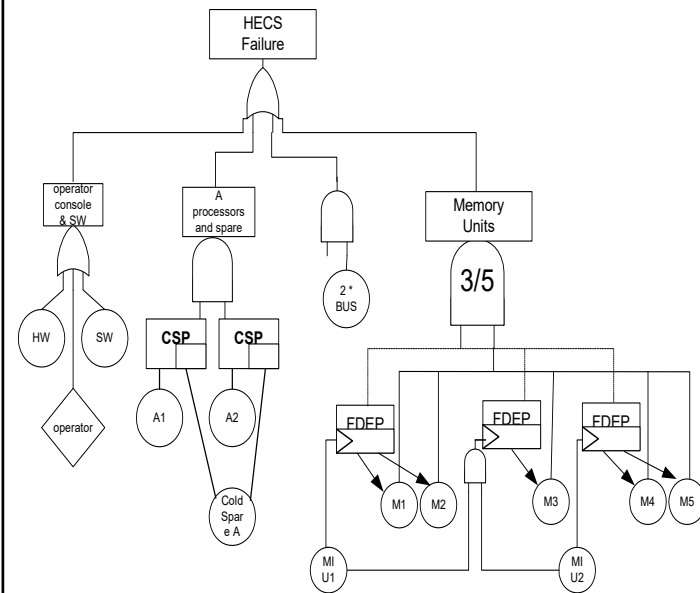 HECS
Failure
operator
console
& SW
A
processors
and spare
Memory
Units
2 *
BUS
3/5
HW
SW
CSP
CSP
operator
A1
A2
FDEP
FDEP
FDEP
Cold
Spar
e A
M1
M2
M3
M4
M5
MI
U1
MI
U2